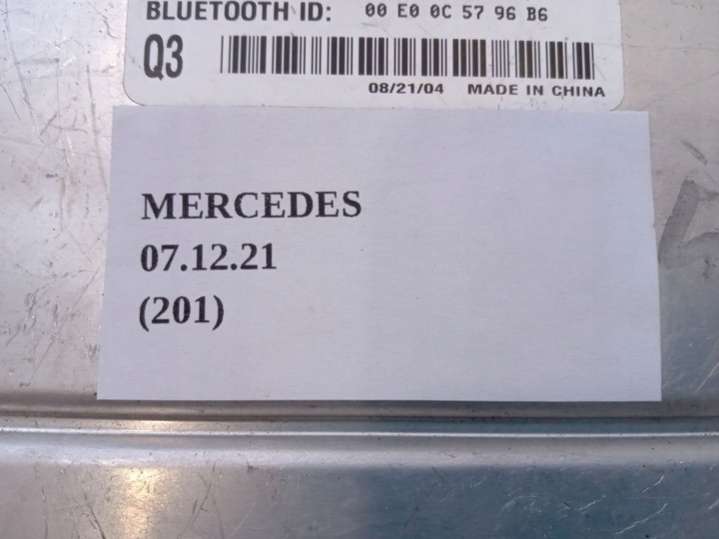 BLUETOOTH ID: 00 E0 0C 57 96 B6
Q3
08/21/04 MADE IN CHINA
MERCEDES
07.12.21
(201)